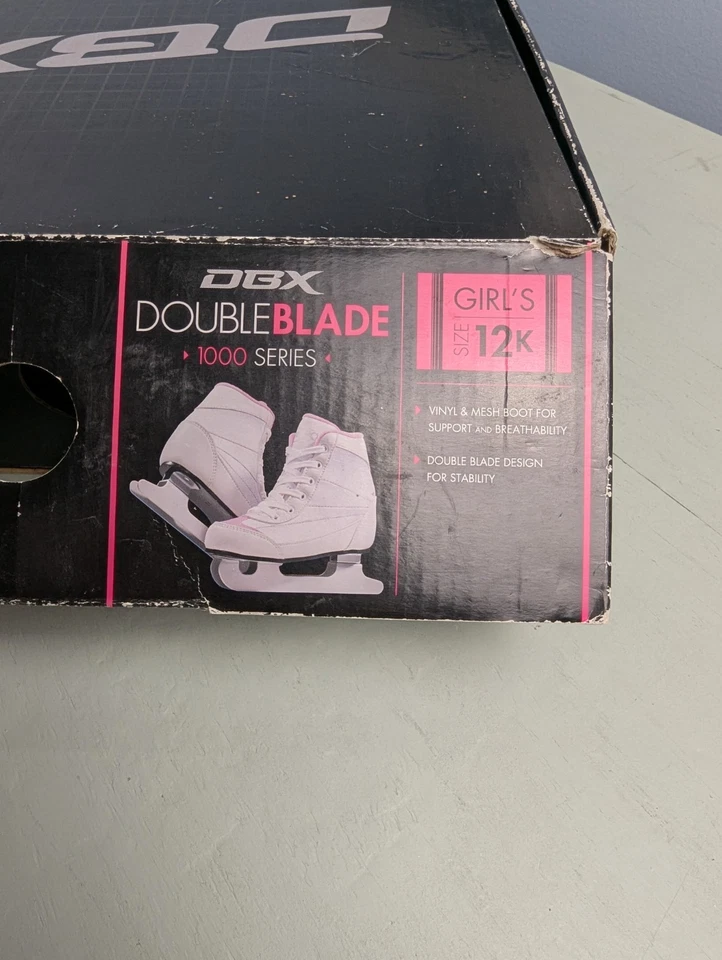 DBX
DBX
DOUBLEBLADE
1000 SERIES
GIRL'S
SIZE 12K
VINYL & MESH BOOT FOR
SUPPORT AND BREATHABILITY
DOUBLE BLADE DESIGN
FOR STABILITY